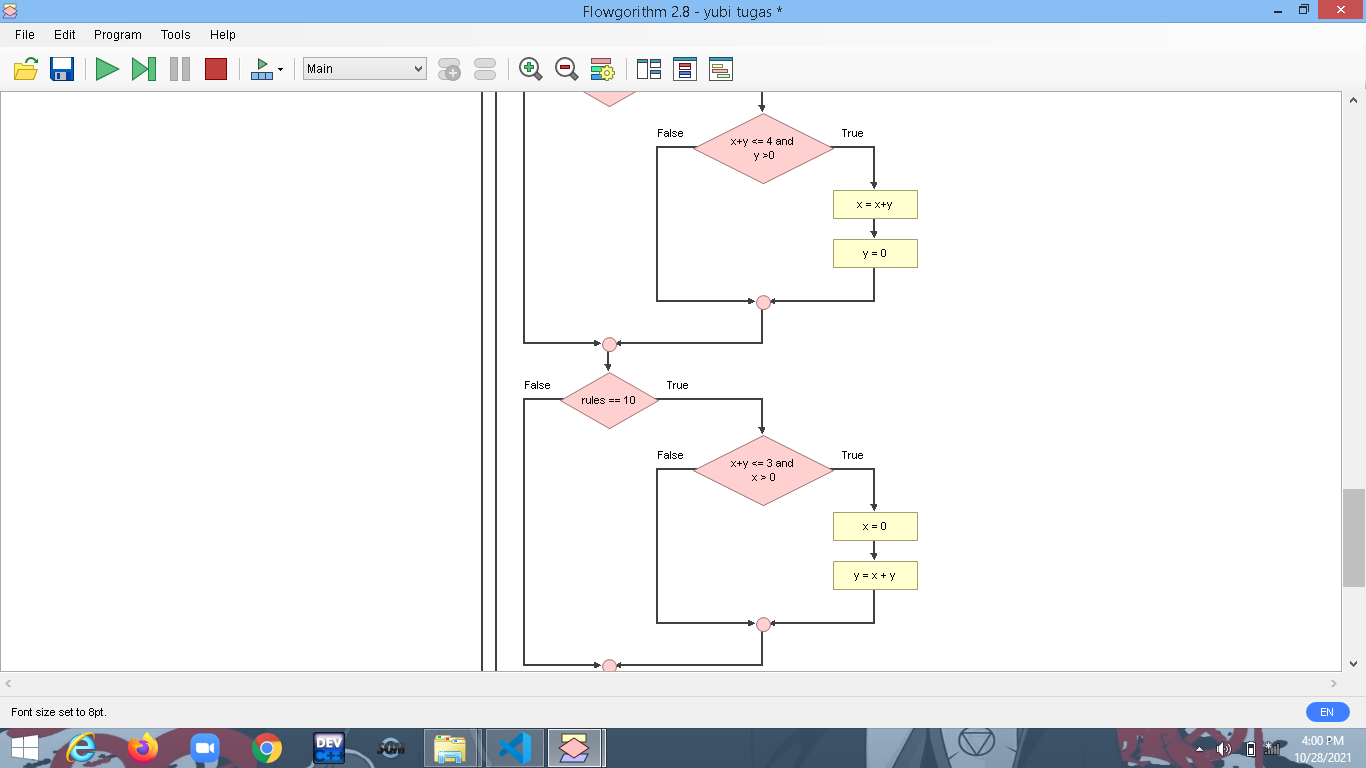 Flowgorithm 2.8 - yubi tugas *
File Edit Program Tools Help
Main
False
True
x+y <= 4 and
y >0
x = x+y
y = 0
False
True
rules == 10
False
True
x+y <= 3 and
x > 0
x = 0
y = x + y
Font size set to 8pt.
EN
DEV
C++
4:00 PM
10/28/2021